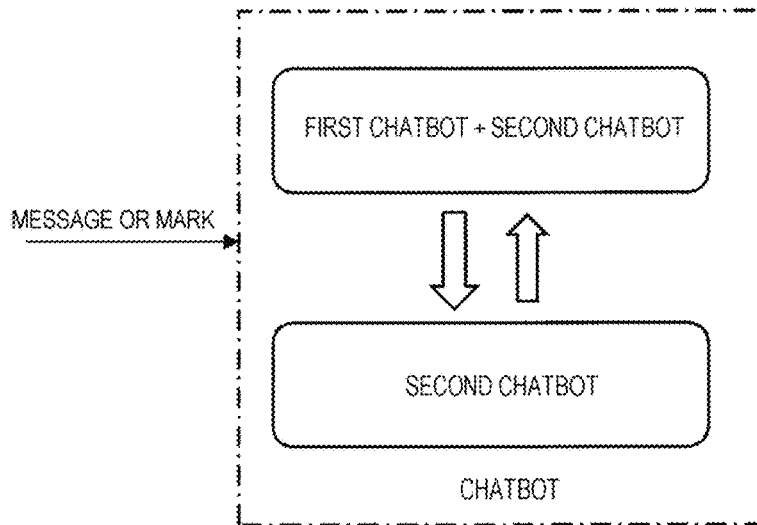 FIRST CHATBOT + SECOND CHATBOT
MESSAGE OR MARK
SECOND CHATBOT
CHATBOT